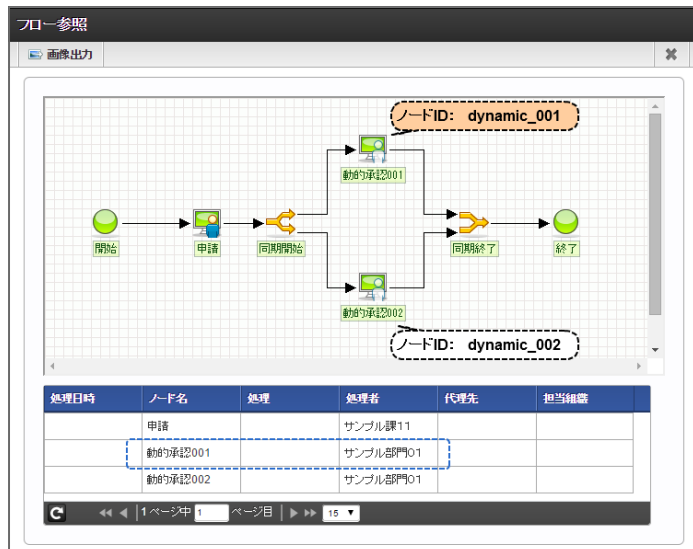 フロー参照
画像出力
ノードID: dynamic_001
動的承認001
開始
申請
同期開始
同期終了
終了
動的承認002
ノードID: dynamic_002
処理日時 ノード名 処理 処理者 代理先 担当組織
申請 サンプル課11
動的承認001 サンプル部門01
動的承認002 サンプル部門01
1 ページ中 1 ページ目 15